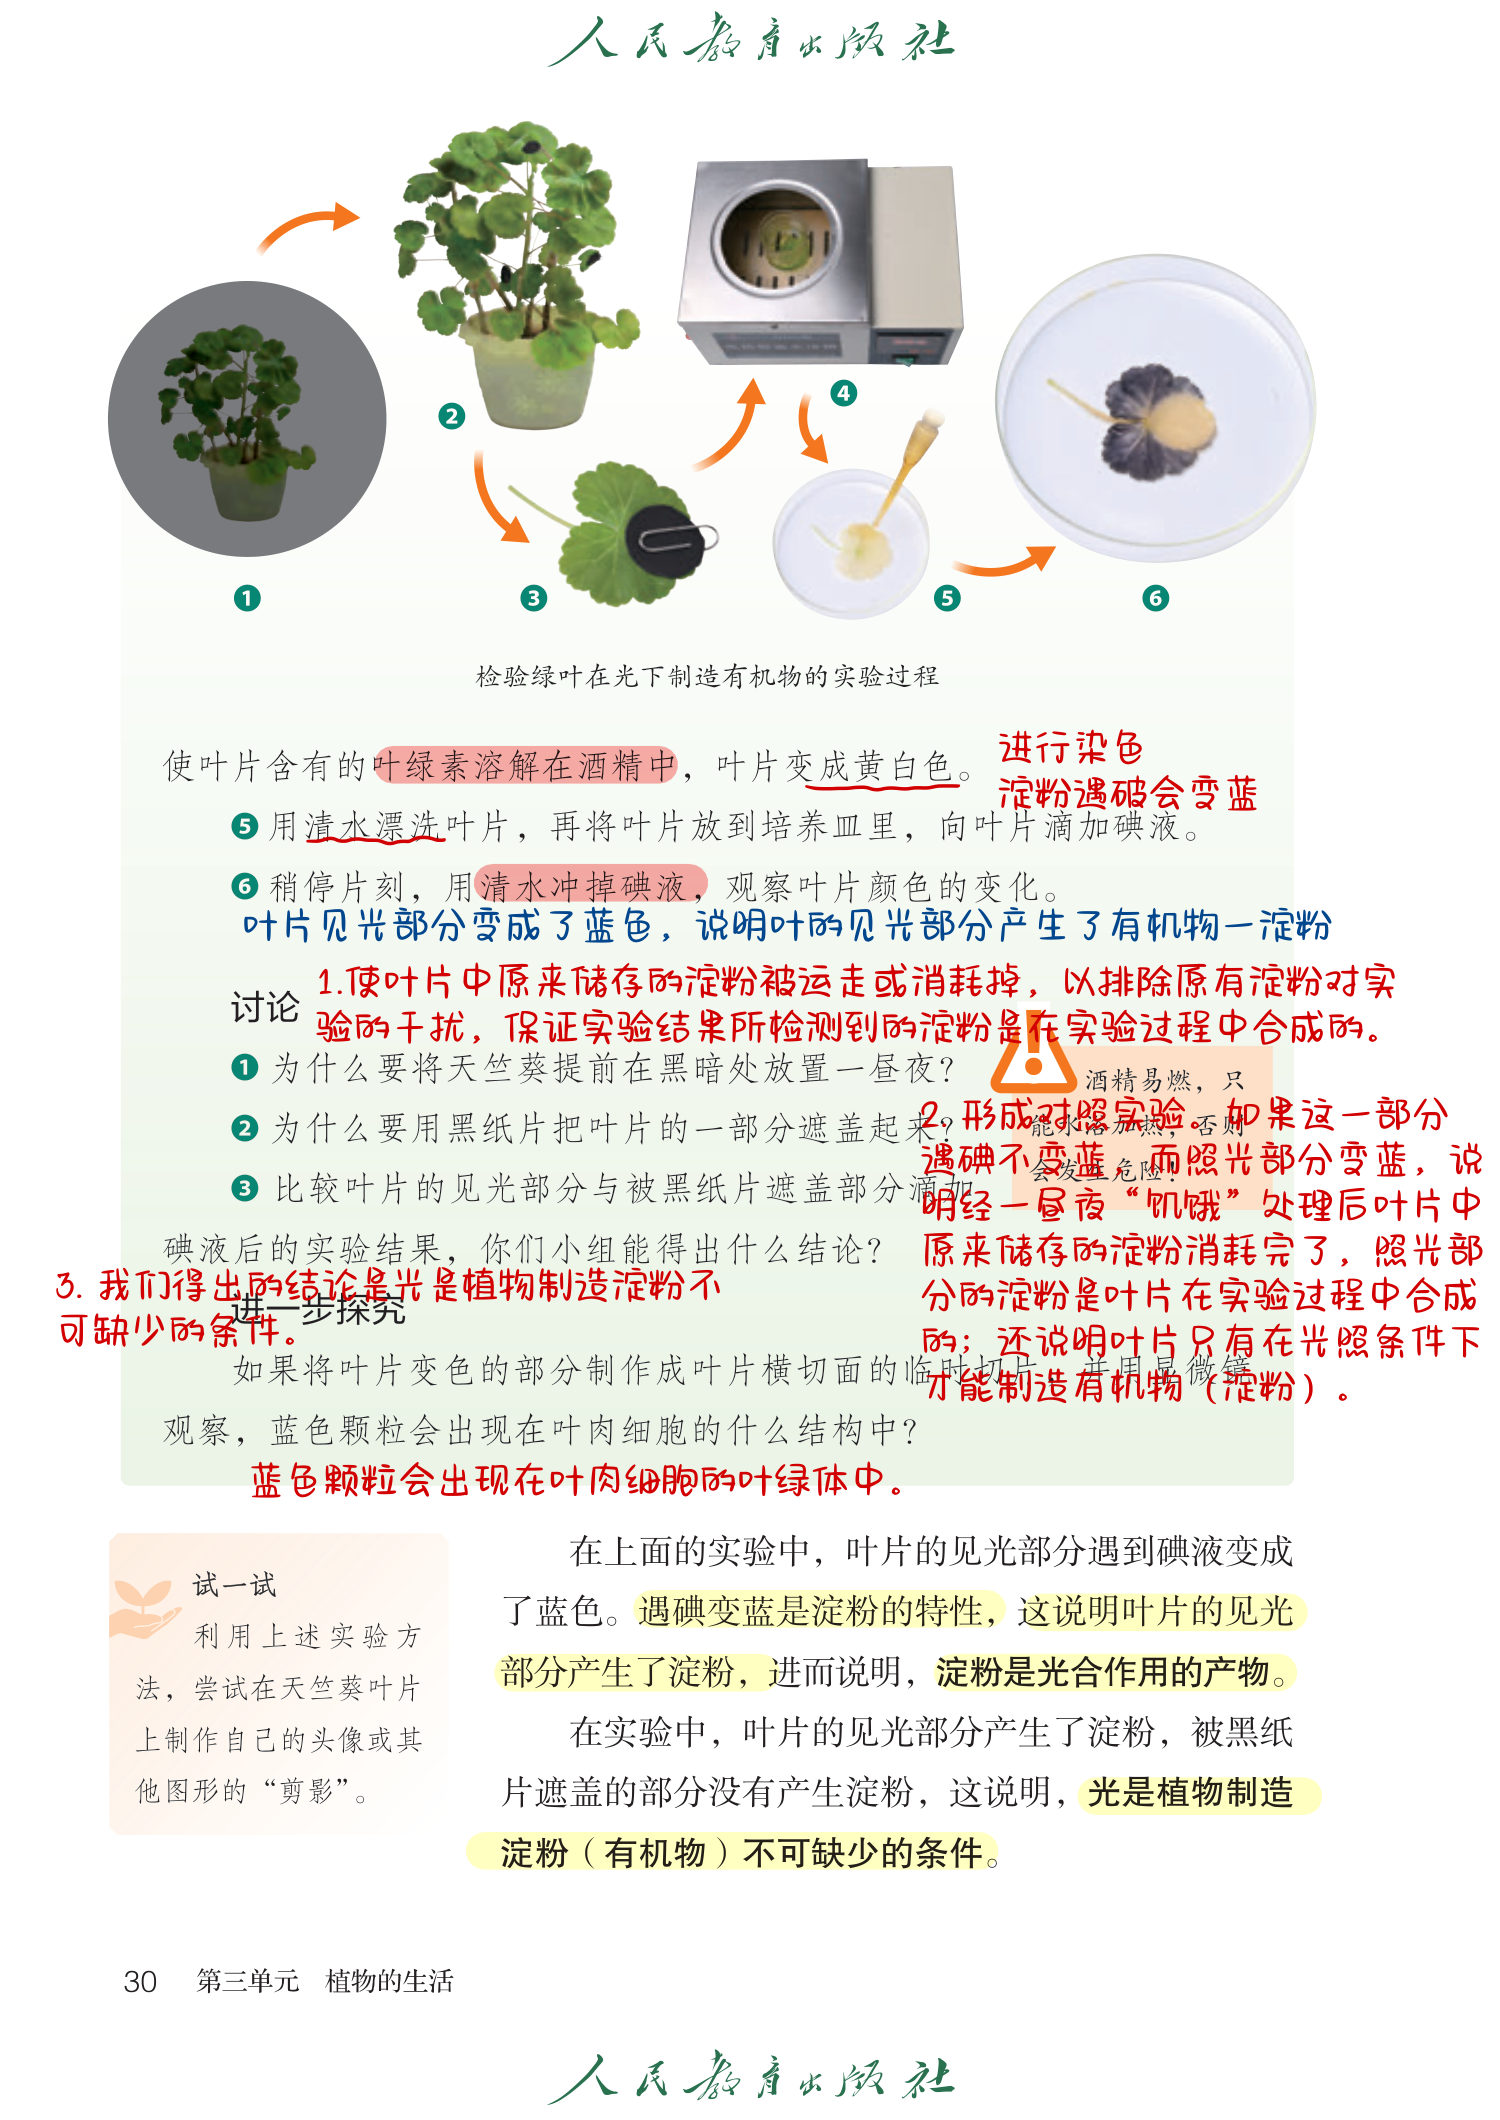 人民教育出版社
1
2
3
4
5
6
检验绿叶在光下制造有机物的实验过程
使叶片含有的叶绿素溶解在酒精中，叶片变成黄白色。
进行染色
淀粉遇破会变蓝
5 用清水漂洗叶片，再将叶片放到培养皿里，向叶片滴加碘液。
6 稍停片刻，用清水冲掉碘液，观察叶片颜色的变化。
叶片见光部分变成了蓝色，说明叶的见光部分产生了有机物一淀粉
讨论
1.使叶片中原来储存的淀粉被运走或消耗掉，以排除原有淀粉对实
验的干扰，保证实验结果所检测到的淀粉是在实验过程中合成的。
1 为什么要将天竺葵提前在黑暗处放置一昼夜？
2 为什么要用黑纸片把叶片的一部分遮盖起来？
3 比较叶片的见光部分与被黑纸片遮盖部分滴加
碘液后的实验结果，你们小组能得出什么结论？
酒精易燃，只
能水浴加热，否则
会发生危险！
2.形成对照实验。如果这一部分
遇碘不变蓝，而照光部分变蓝，说
明经一昼夜“饥饿”处理后叶片中
原来储存的淀粉消耗完了，照光部
分的淀粉是叶片在实验过程中合成
的；还说明叶片只有在光照条件下
才能制造有机物（淀粉）。
3.我们得出的结论是光是植物制造淀粉不
可缺少的条件。
进一步探究
如果将叶片变色的部分制作成叶片横切面的临时切片，并用显微镜
观察，蓝色颗粒会出现在叶肉细胞的什么结构中？
蓝色颗粒会出现在叶肉细胞的叶绿体中。
试一试
利用上述实验方
法，尝试在天竺葵叶片
上制作自己的头像或其
他图形的“剪影”。
在上面的实验中，叶片的见光部分遇到碘液变成
了蓝色。遇碘变蓝是淀粉的特性，这说明叶片的见光
部分产生了淀粉，进而说明，淀粉是光合作用的产物。
在实验中，叶片的见光部分产生了淀粉，被黑纸
片遮盖的部分没有产生淀粉，这说明，光是植物制造
淀粉（有机物）不可缺少的条件。
30 第三单元 植物的生活
人民教育出版社